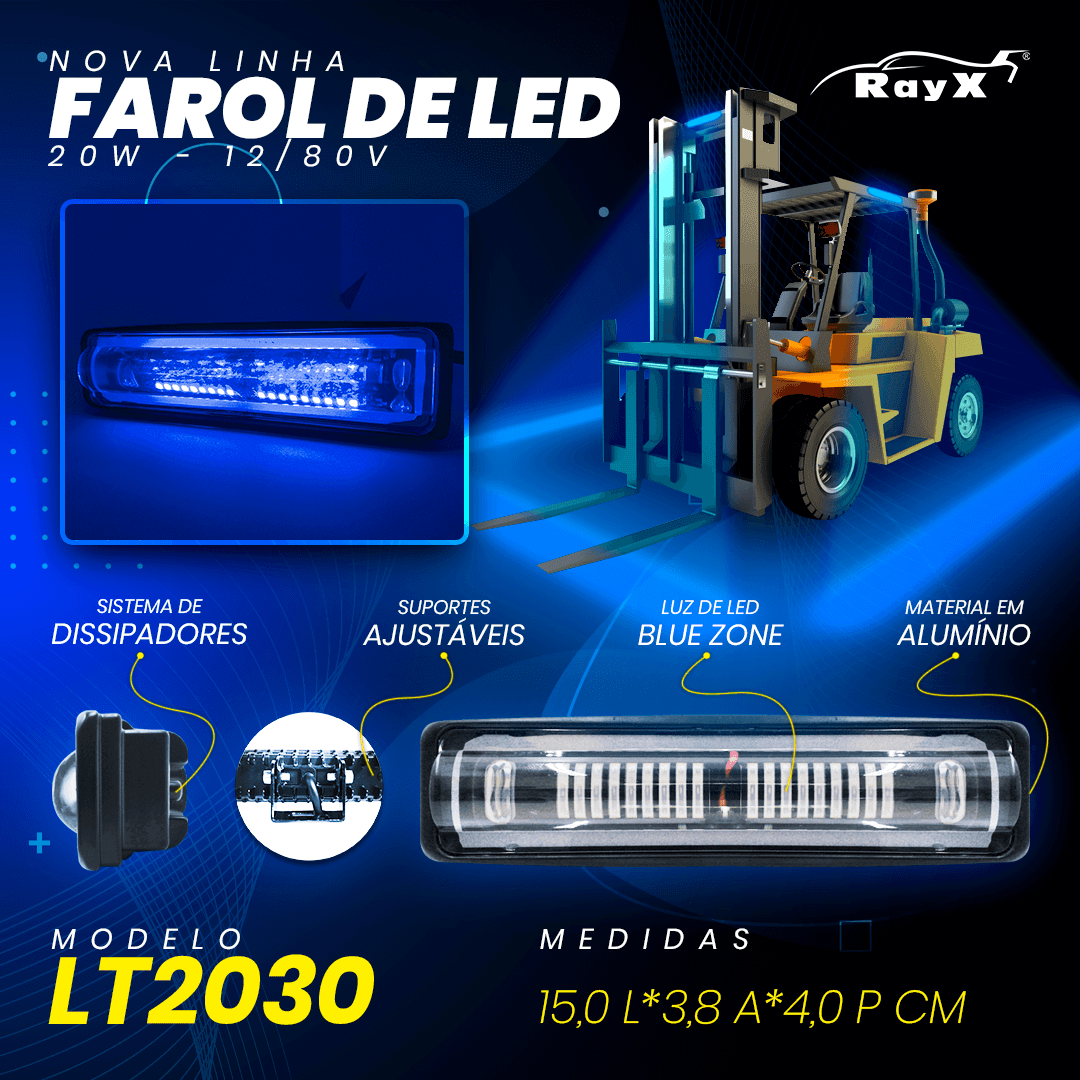 NOVA LINHA
FAROL DE LED
20W - 12/80V
RayX®
SISTEMA DE
DISSIPADORES
SUPORTES
AJUSTÁVEIS
LUZ DE LED
BLUE ZONE
MATERIAL EM
ALUMÍNIO
MODELO
LT2030
MEDIDAS
15,0 L*3,8 A*4,0 P CM